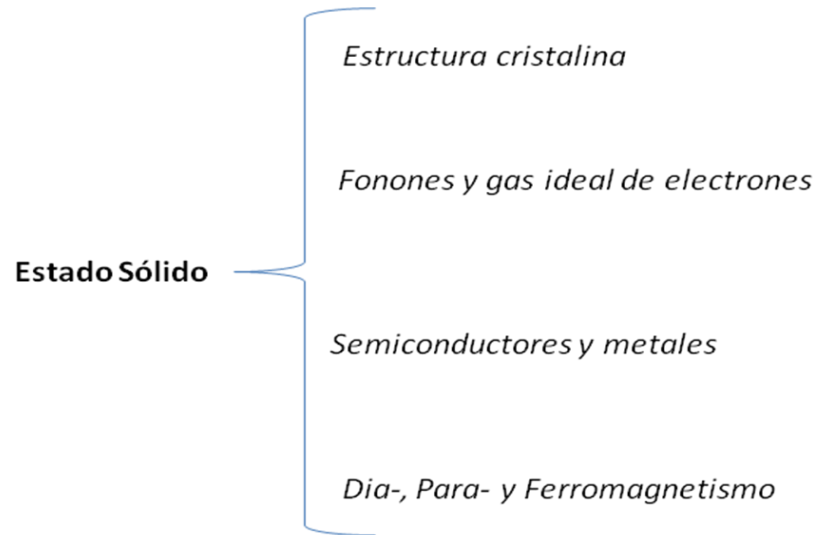 Estructura cristalina
Fonones y gas ideal de electrones
Estado Sólido
Semiconductores y metales
Dia-, Para- y Ferromagnetismo